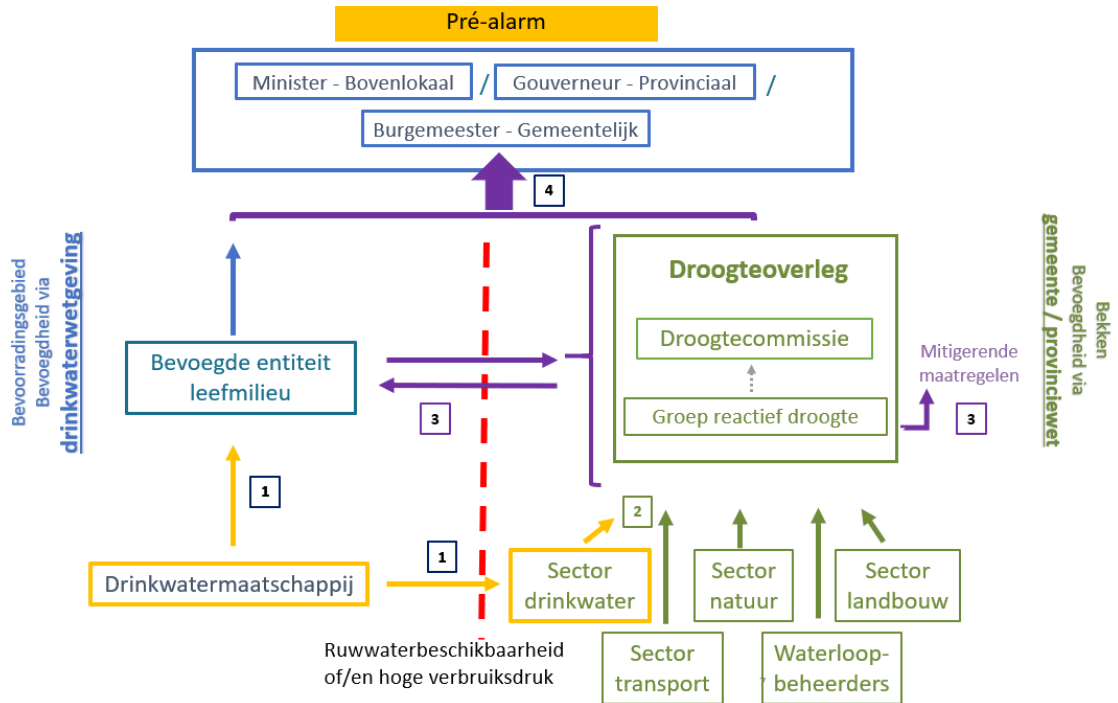 Pré-alarm
Minister - Bovenlokaal / Gouverneur - Provinciaal /
Burgemeester - Gemeentelijk
4
Bevoorradingsgebied
Bevoegdheid via
drinkwaterwetgeving
Bevoegde entiteit
leefmilieu
3
Droogteoverleg
Droogtecommissie
Groep reactief droogte
Mitigerende
maatregelen
3
Bekken
Bevoegdheid via
gemeente / provinciewet
1
2
Drinkwatermaatschappij
1
Sector
drinkwater
Sector
natuur
Sector
landbouw
Ruwwaterbeschikbaarheid
of/en hoge verbruiksdruk
Sector
transport
Waterloop-
beheerders
7